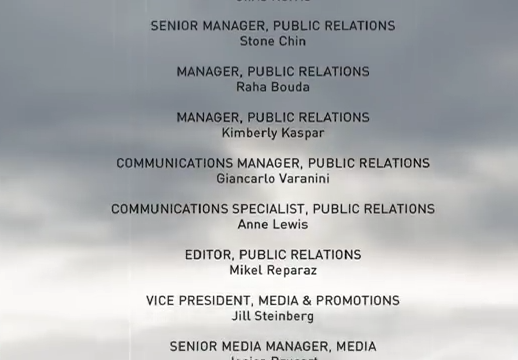 SENIOR MANAGER, PUBLIC RELATIONS
Stone Chin
MANAGER, PUBLIC RELATIONS
Raha Bouda
MANAGER, PUBLIC RELATIONS
Kimberly Kaspar
COMMUNICATIONS MANAGER, PUBLIC RELATIONS
Giancarlo Varanini
COMMUNICATIONS SPECIALIST, PUBLIC RELATIONS
Anne Lewis
EDITOR, PUBLIC RELATIONS
Mikel Reparaz
VICE PRESIDENT, MEDIA & PROMOTIONS
Jill Steinberg
SENIOR MEDIA MANAGER, MEDIA